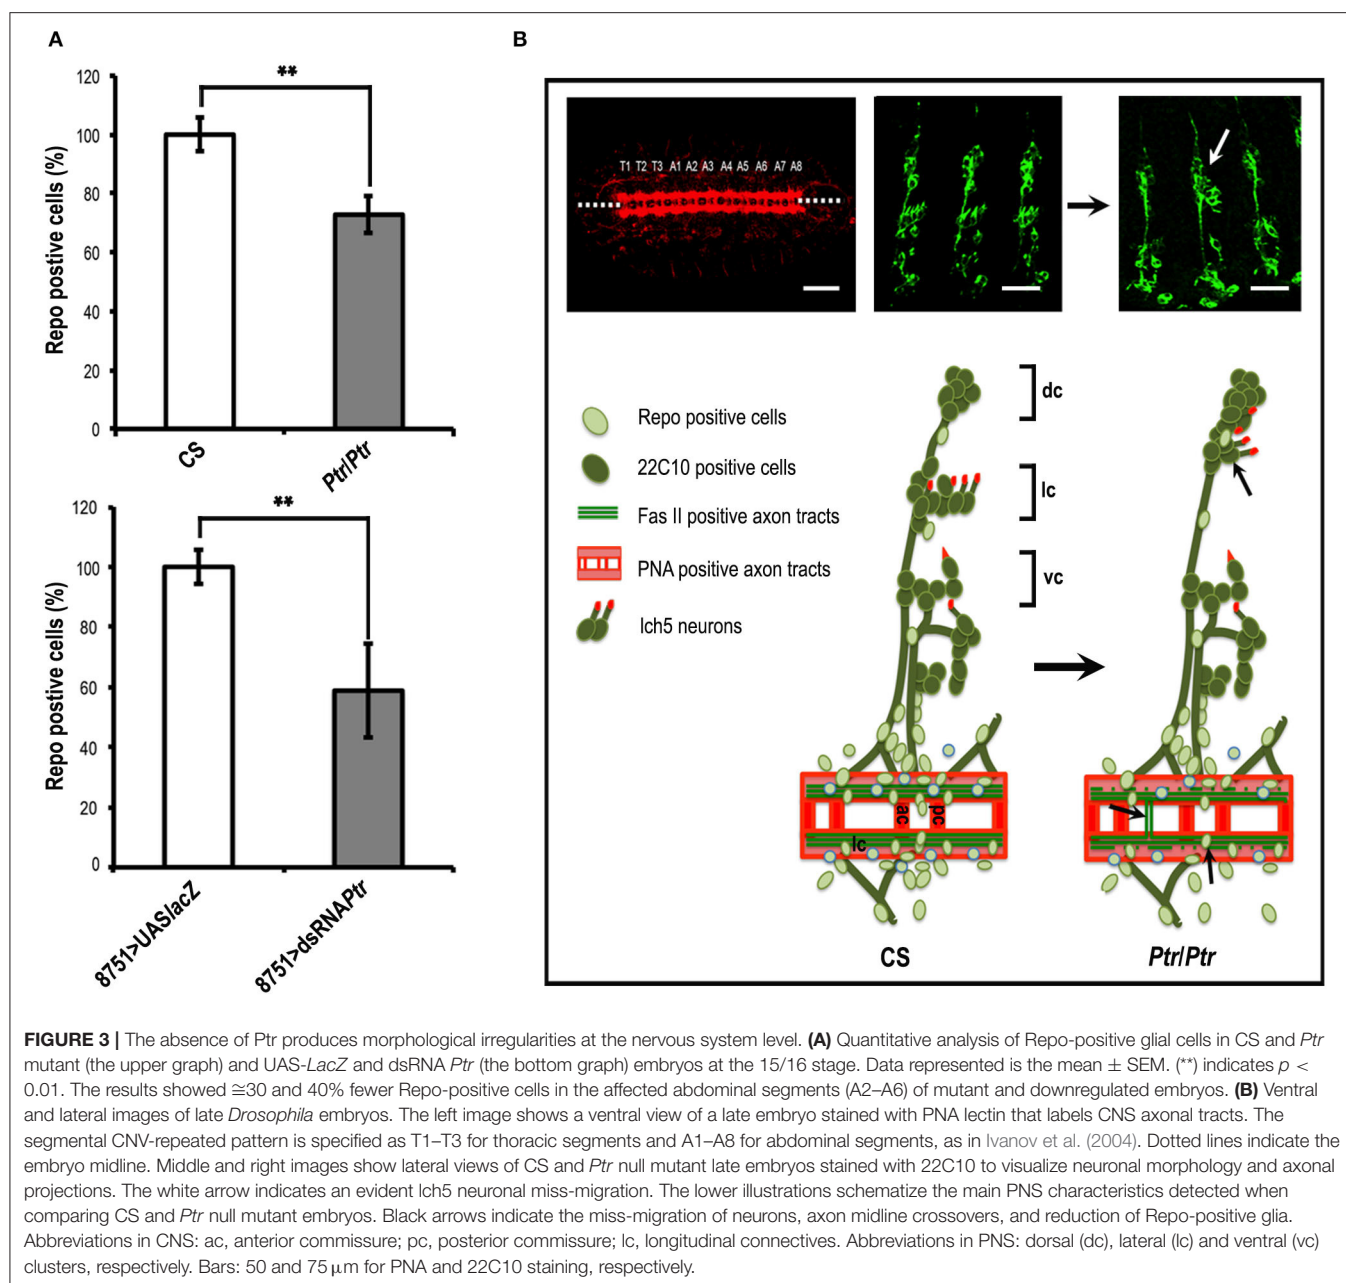 A
B
**
120
100
80
60
40
20
0
Repo postive cells (%)
CS
Ptr/Ptr
**
120
100
80
60
40
20
0
Repo postive cells (%)
8751>UASlacZ
8751>dsRNAPtr
T1 T2 T3 A1 A2 A3 A4 A5 A6 A7 A8
Repo positive cells
22C10 positive cells
Fas II positive axon tracts
PNA positive axon tracts
lch5 neurons
dc
lc
vc
ac
pc
lc
CS
Ptr/Ptr
FIGURE 3 | The absence of Ptr produces morphological irregularities at the nervous system level. (A) Quantitative analysis of Repo-positive glial cells in CS and Ptr
mutant (the upper graph) and UAS-LacZ and dsRNA Ptr (the bottom graph) embryos at the 15/16 stage. Data represented is the mean ± SEM. (**) indicates p <
0.01. The results showed ≅30 and 40% fewer Repo-positive cells in the affected abdominal segments (A2–A6) of mutant and downregulated embryos. (B) Ventral
and lateral images of late Drosophila embryos. The left image shows a ventral view of a late embryo stained with PNA lectin that labels CNS axonal tracts. The
segmental CNV-repeated pattern is specified as T1–T3 for thoracic segments and A1–A8 for abdominal segments, as in Ivanov et al. (2004). Dotted lines indicate the
embryo midline. Middle and right images show lateral views of CS and Ptr null mutant late embryos stained with 22C10 to visualize neuronal morphology and axonal
projections. The white arrow indicates an evident lch5 neuronal miss-migration. The lower illustrations schematize the main PNS characteristics detected when
comparing CS and Ptr null mutant embryos. Black arrows indicate the miss-migration of neurons, axon midline crossovers, and reduction of Repo-positive glia.
Abbreviations in CNS: ac, anterior commissure; pc, posterior commissure; lc, longitudinal connectives. Abbreviations in PNS: dorsal (dc), lateral (lc) and ventral (vc)
clusters, respectively. Bars: 50 and 75 μm for PNA and 22C10 staining, respectively.